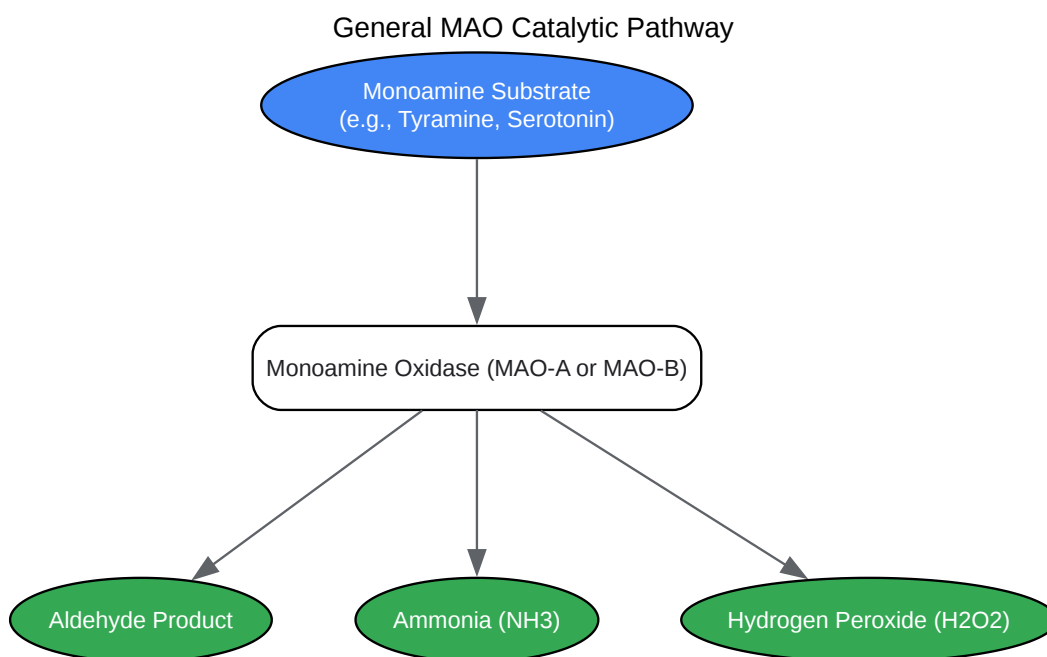 General MAO Catalytic Pathway
Monoamine Substrate
(e.g., Tyramine, Serotonin)
Monoamine Oxidase (MAO-A or MAO-B)
Aldehyde Product
Ammonia (NH3)
Hydrogen Peroxide (H2O2)